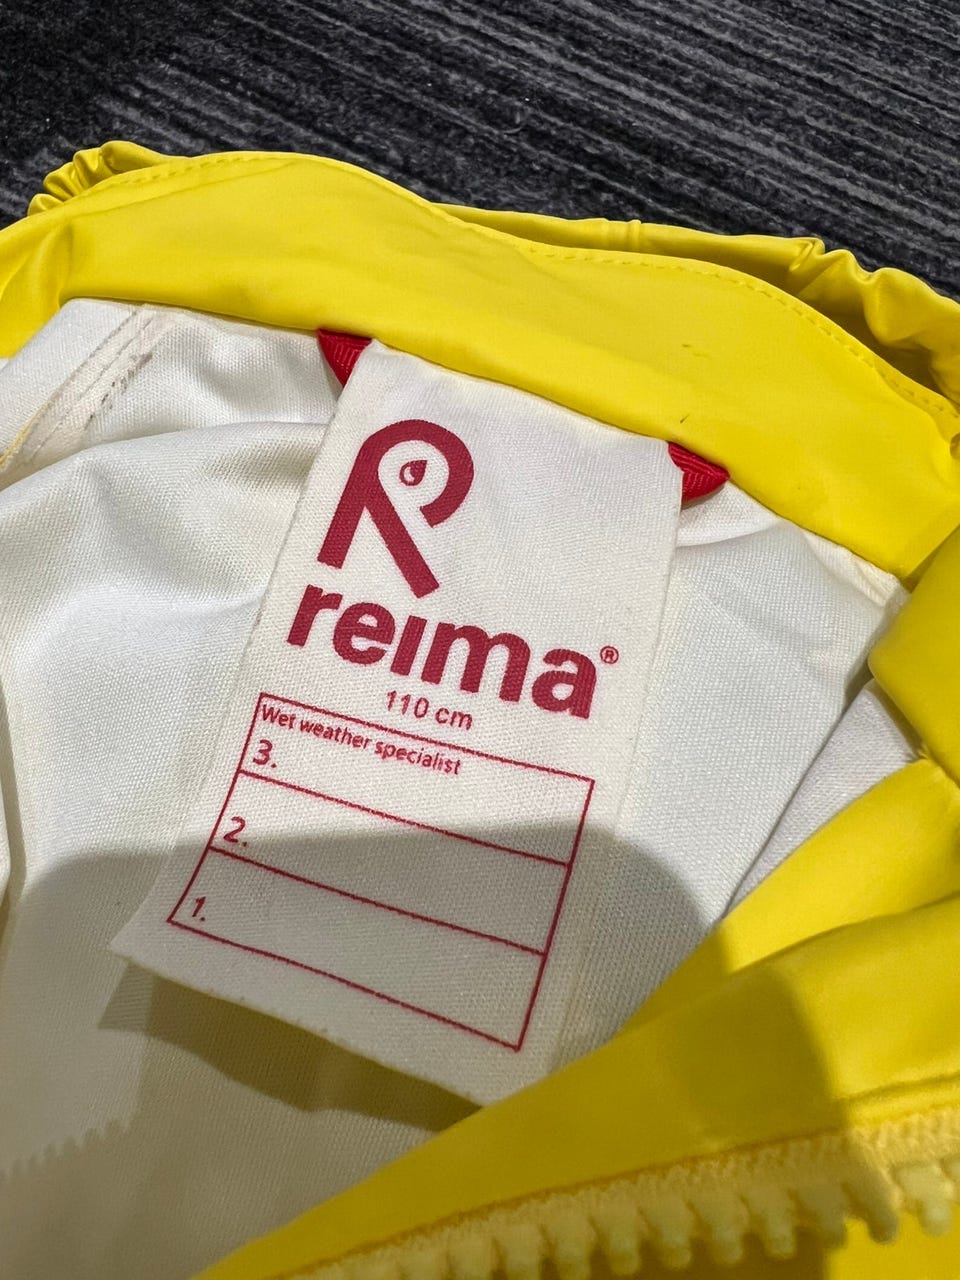 reima®
110 cm
Wet weather specialist
3.
2.
1.